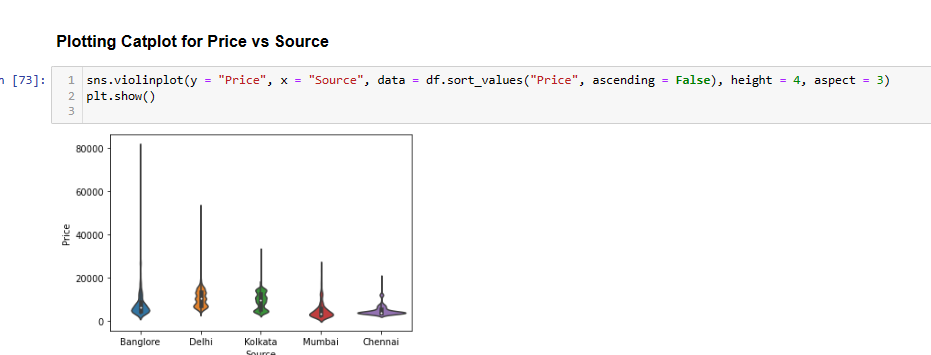 Plotting Catplot for Price vs Source
n [73]:
1 sns.violinplot(y = "Price", x = "Source", data = df.sort_values("Price", ascending = False), height = 4, aspect = 3)
2 plt.show()
3
80000
60000
40000
20000
0
Price
Banglore Delhi Kolkata Mumbai Chennai
Source